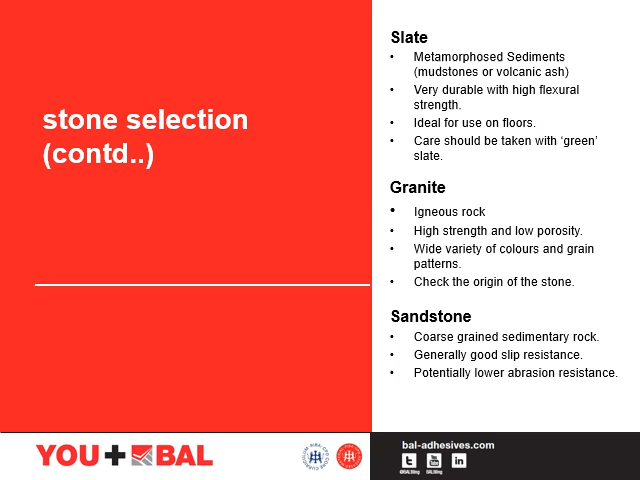 stone selection
(contd..)
Slate
• Metamorphosed Sediments
(mudstones or volcanic ash)
• Very durable with high flexural
strength.
• Ideal for use on floors.
• Care should be taken with ‘green’
slate.
Granite
• Igneous rock
• High strength and low porosity.
• Wide variety of colours and grain
patterns.
• Check the origin of the stone.
Sandstone
• Coarse grained sedimentary rock.
• Generally good slip resistance.
• Potentially lower abrasion resistance.
YOU+BAL
bal-adhesives.com